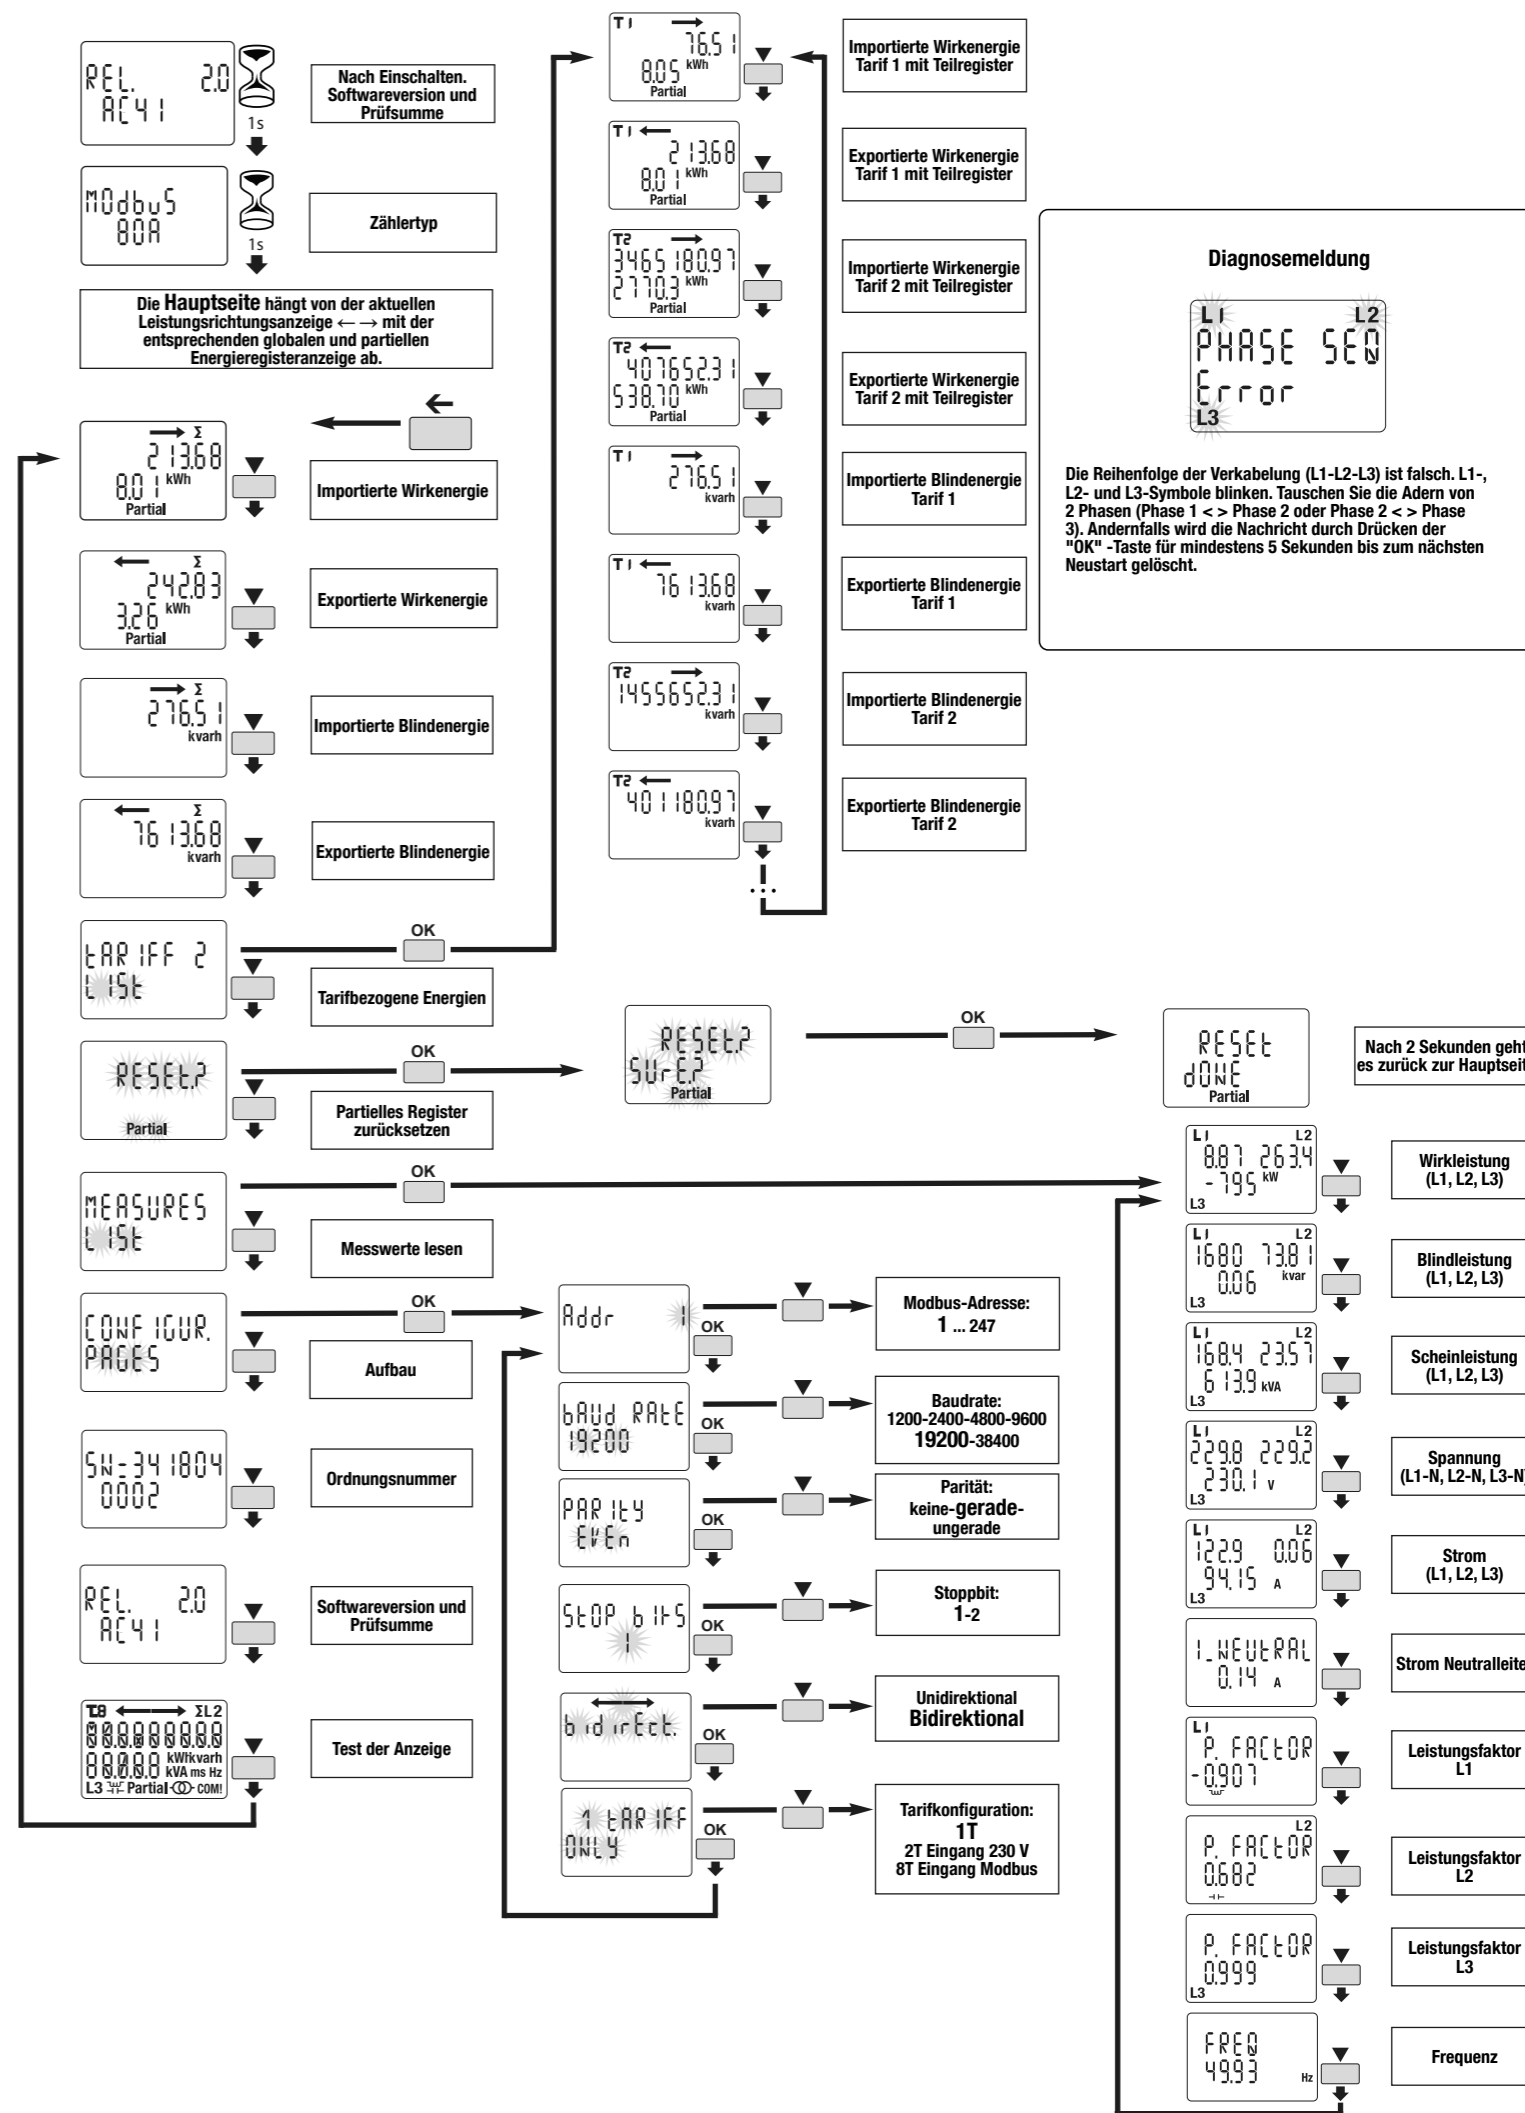 REL. 2.0
AC41
1s
Nach Einschalten.
Softwareversion und
Prüfsumme
MOdbuS
80A
1s
Zählertyp
Die Hauptseite hängt von der aktuellen
Leistungsrichtungsanzeige ← → mit der
entsprechenden globalen und partiellen
Energieregisteranzeige ab.
→ Σ
213.68
8.01 kWh
Partial
Importierte Wirkenergie
← Σ
242.83
3.26 kWh
Partial
Exportierte Wirkenergie
→ Σ
276.51
kvarh
Importierte Blindenergie
← Σ
7613.68
kvarh
Exportierte Blindenergie
tARIFF 2
LISt
OK
Tarifbezogene Energien
RESEt.?
Partial
OK
Partielles Register
zurücksetzen
RESEt.?
SUrE.?
Partial
OK
RESEt
dONE
Partial
Nach 2 Sekunden geht
es zurück zur Hauptseit
MEASURES
LISt
OK
Messwerte lesen
CONFIGUR.
PAGES
OK
Aufbau
SN-341804
0002
Ordnungsnummer
REL. 2.0
AC41
Softwareversion und
Prüfsumme
T8 ←→ ΣL2
kWhkvarh
kVA ms Hz
L3 Partial COM!
Test der Anzeige
T1 →
76.51
8.05 kWh
Partial
Importierte Wirkenergie
Tarif 1 mit Teilregister
T1 ←
213.68
8.01 kWh
Partial
Exportierte Wirkenergie
Tarif 1 mit Teilregister
T2 →
3465180.97
2770.3 kWh
Partial
Importierte Wirkenergie
Tarif 2 mit Teilregister
T2 ←
407652.31
538.70 kWh
Partial
Exportierte Wirkenergie
Tarif 2 mit Teilregister
T1 →
276.51
kvarh
Importierte Blindenergie
Tarif 1
T1 ←
7613.68
kvarh
Exportierte Blindenergie
Tarif 1
T2 →
1455652.31
kvarh
Importierte Blindenergie
Tarif 2
T2 ←
401180.97
kvarh
Exportierte Blindenergie
Tarif 2
...
Diagnosemeldung
L1 L2
PHASE SEQ
Error
L3
Die Reihenfolge der Verkabelung (L1-L2-L3) ist falsch. L1-,
L2- und L3-Symbole blinken. Tauschen Sie die Adern von
2 Phasen (Phase 1 < > Phase 2 oder Phase 2 < > Phase
3). Andernfalls wird die Nachricht durch Drücken der
"OK" -Taste für mindestens 5 Sekunden bis zum nächsten
Neustart gelöscht.
Addr 1
OK
Modbus-Adresse:
1 ... 247
bAUd RAtE
19200
OK
Baudrate:
1200-2400-4800-9600
19200-38400
PARItY
EVEn
OK
Parität:
keine-gerade-
ungerade
StOP bItS
1
OK
Stoppbit:
1-2
bidirEct.
OK
Unidirektional
Bidirektional
1 tARIFF
ONLY
OK
Tarifkonfiguration:
1T
2T Eingang 230 V
8T Eingang Modbus
L1 L2
8.87 263.4
-795 kW
L3
Wirkleistung
(L1, L2, L3)
L1 L2
1680 73.81
0.06 kvar
L3
Blindleistung
(L1, L2, L3)
L1 L2
168.4 23.57
613.9 kVA
L3
Scheinleistung
(L1, L2, L3)
L1 L2
229.8 229.2
230.1 V
L3
Spannung
(L1-N, L2-N, L3-N)
L1 L2
122.9 0.06
94.15 A
L3
Strom
(L1, L2, L3)
I_NEUtRAL
0.14 A
Strom Neutralleite
L1
P. FACtOR
-0.907
Leistungsfaktor
L1
L2
P. FACtOR
0.682
Leistungsfaktor
L2
P. FACtOR
0.999
L3
Leistungsfaktor
L3
FREQ
49.93
Hz
Frequenz